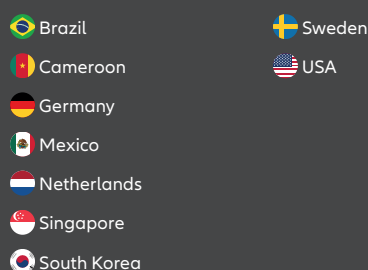 Brazil
Cameroon
Germany
Mexico
Netherlands
Singapore
South Korea
Sweden
USA